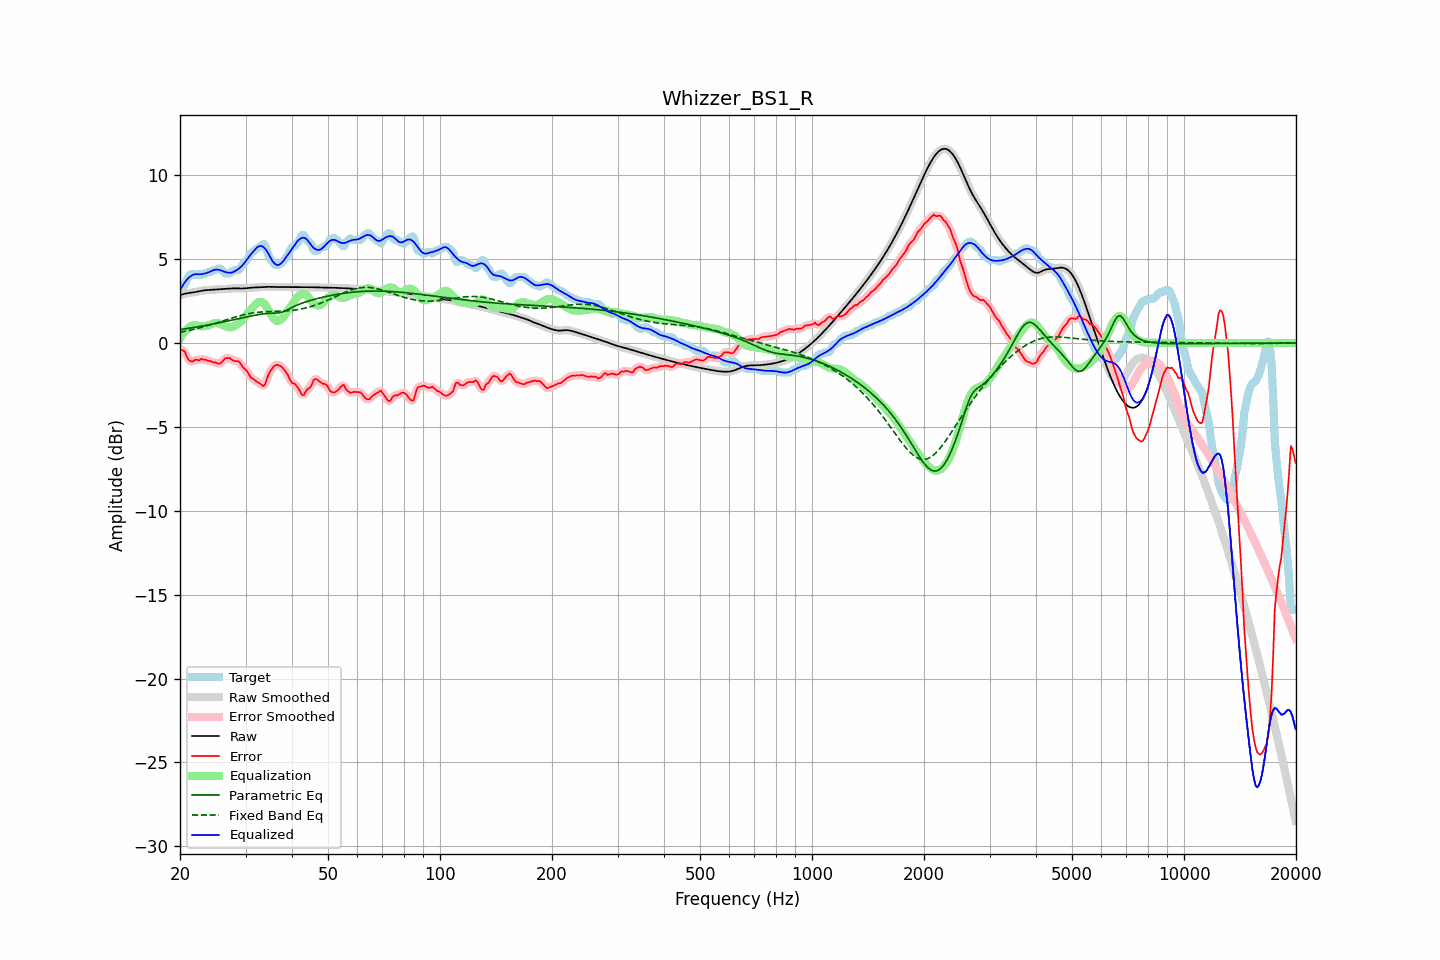 Whizzer_BS1_R
Amplitude (dBr)
10
5
0
−5
−10
−15
−20
−25
−30
Target
Raw Smoothed
Error Smoothed
Raw
Error
Equalization
Parametric Eq
Fixed Band Eq
Equalized
20 50 100 200 500 1000 2000 5000 10000 20000
Frequency (Hz)